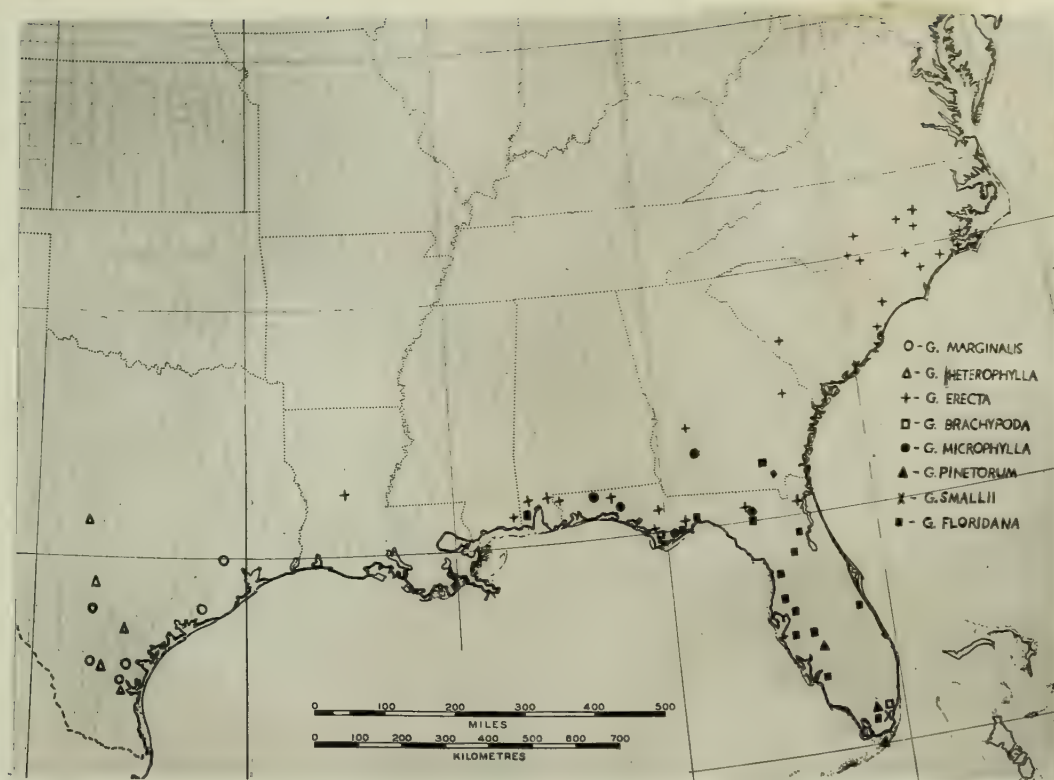 O - G. MARGINALIS
Δ - G. HETEROPHYLLA
+ - G. ERECTA
□ - G. BRACHYPODA
● - G. MICROPHYLLA
▲ - G. PINETORUM
X - G. SMALLII
■ - G. FLORIDANA
0 100 200 300 400 500
MILES
0 100 200 300 400 500 600 700
KILOMETRES